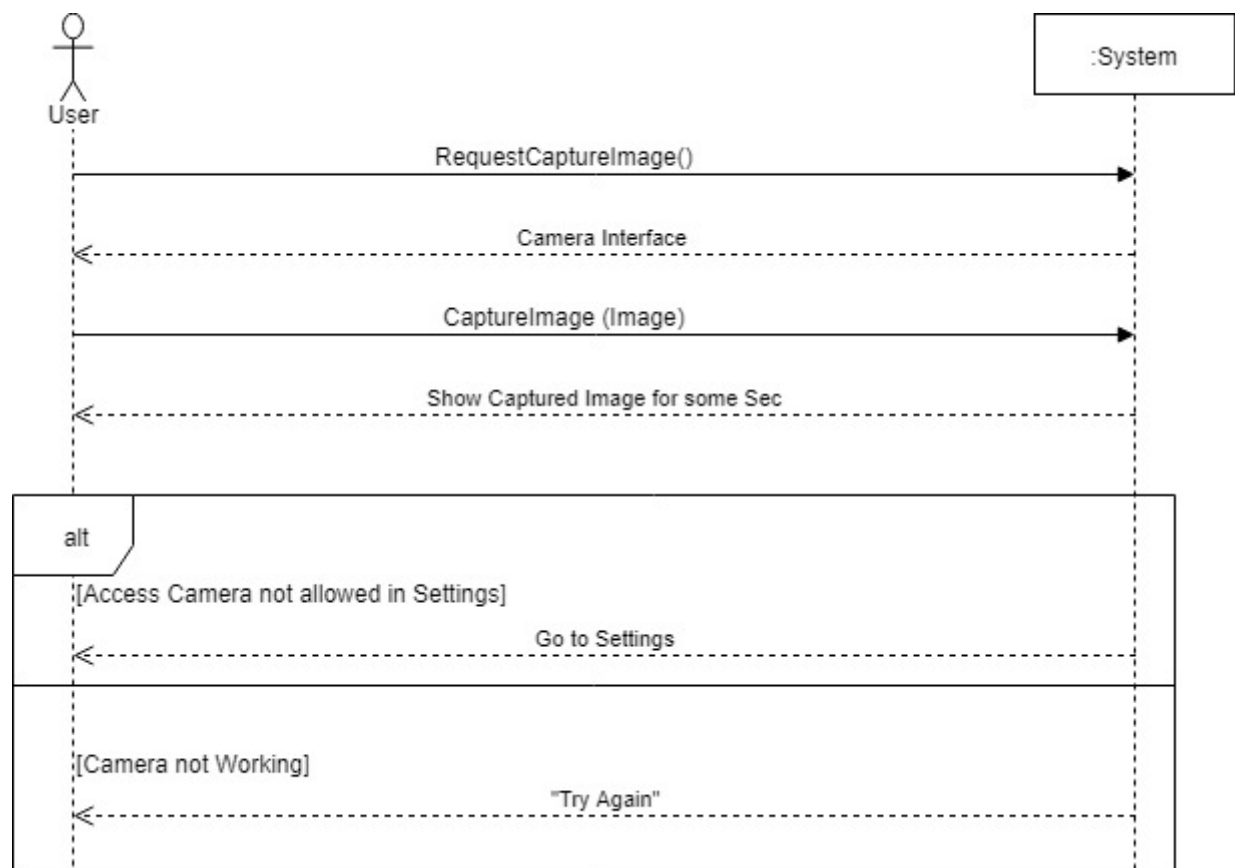 :System
User
RequestCaptureImage()
Camera Interface
CaptureImage (Image)
Show Captured Image for some Sec
alt
[Access Camera not allowed in Settings]
Go to Settings
[Camera not Working]
"Try Again"